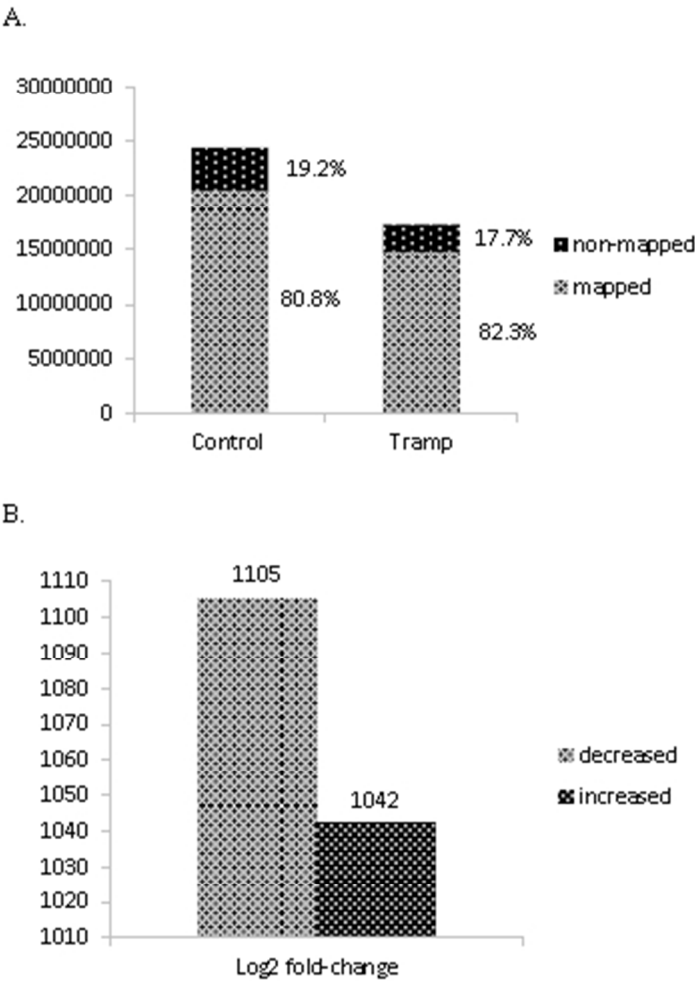 A.
30000000
25000000
20000000
15000000
10000000
5000000
0
19.2%
80.8%
17.7%
82.3%
non-mapped
mapped
Control
Tramp
B.
1110
1100
1090
1080
1070
1060
1050
1040
1030
1020
1010
1105
1042
decreased
increased
Log2 fold-change